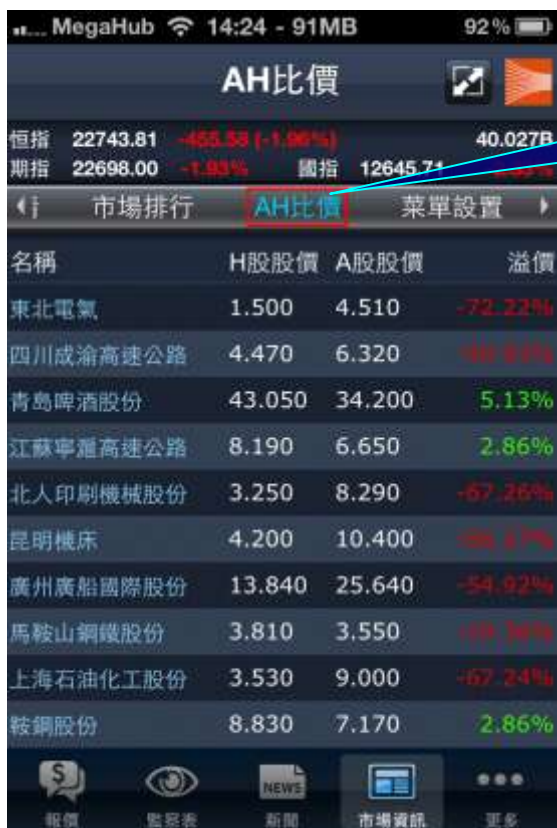 MegaHub 14:24 - 91MB 92%
AH比價
恒指 22743.81 -455.58 (-1.96%) 40.027B
期指 22698.00 -1.93% 國指 12645.71
市場排行 AH比價 菜單設置
名稱 H股股價 A股股價 溢價
東北電氣 1.500 4.510 -72.22%
四川成渝高速公路 4.470 6.320
青島啤酒股份 43.050 34.200 5.13%
江蘇寧滬高速公路 8.190 6.650 2.86%
北人印刷機械股份 3.250 8.290 -67.26%
昆明機床 4.200 10.400
廣州廣船國際股份 13.840 25.640 -54.92%
馬鞍山鋼鐵股份 3.810 3.550
上海石油化工股份 3.530 9.000 -67.24%
鞍鋼股份 8.830 7.170 2.86%
S NEWS
報價 監察表 新聞 市場資訊 更多